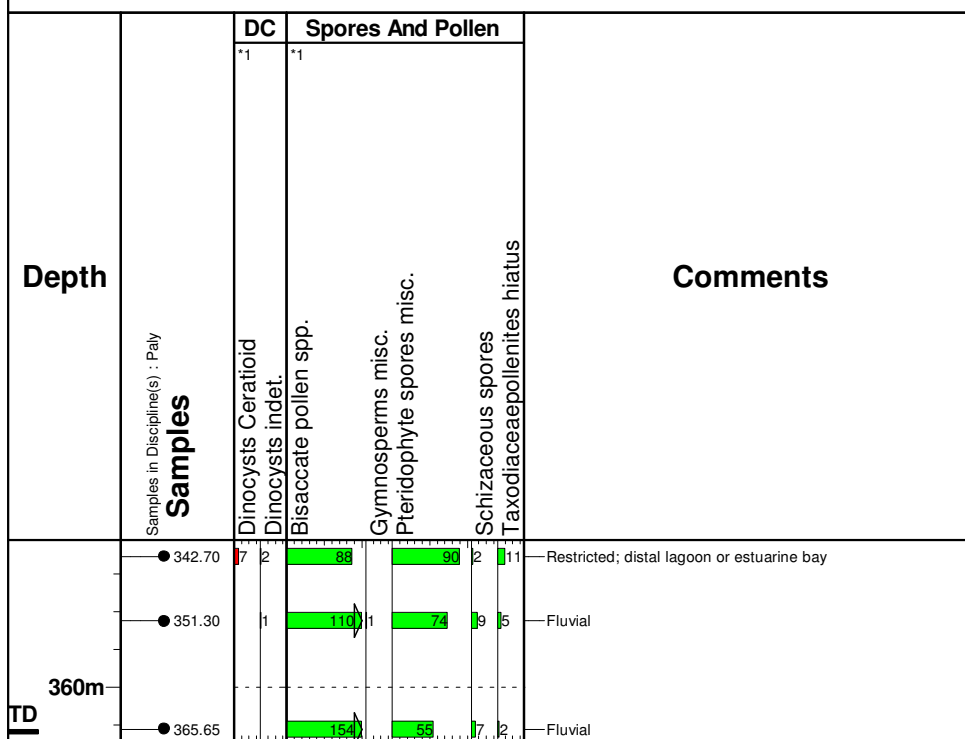 DC Spores And Pollen
*1 *1
Depth
Samples in Discipline(s) : Paly
Samples
Dinocysts Ceratioid
Dinocysts indet.
Bisaccate pollen spp.
Gymnosperms misc.
Pteridophyte spores misc.
Schizaceous spores
Taxodiaceaepollenites hiatus
Comments
342.70 7 2 88 90 2 11 Restricted; distal lagoon or estuarine bay
351.30 1 110 1 74 9 5 Fluvial
360m
TD
365.65 154 55 7 2 Fluvial